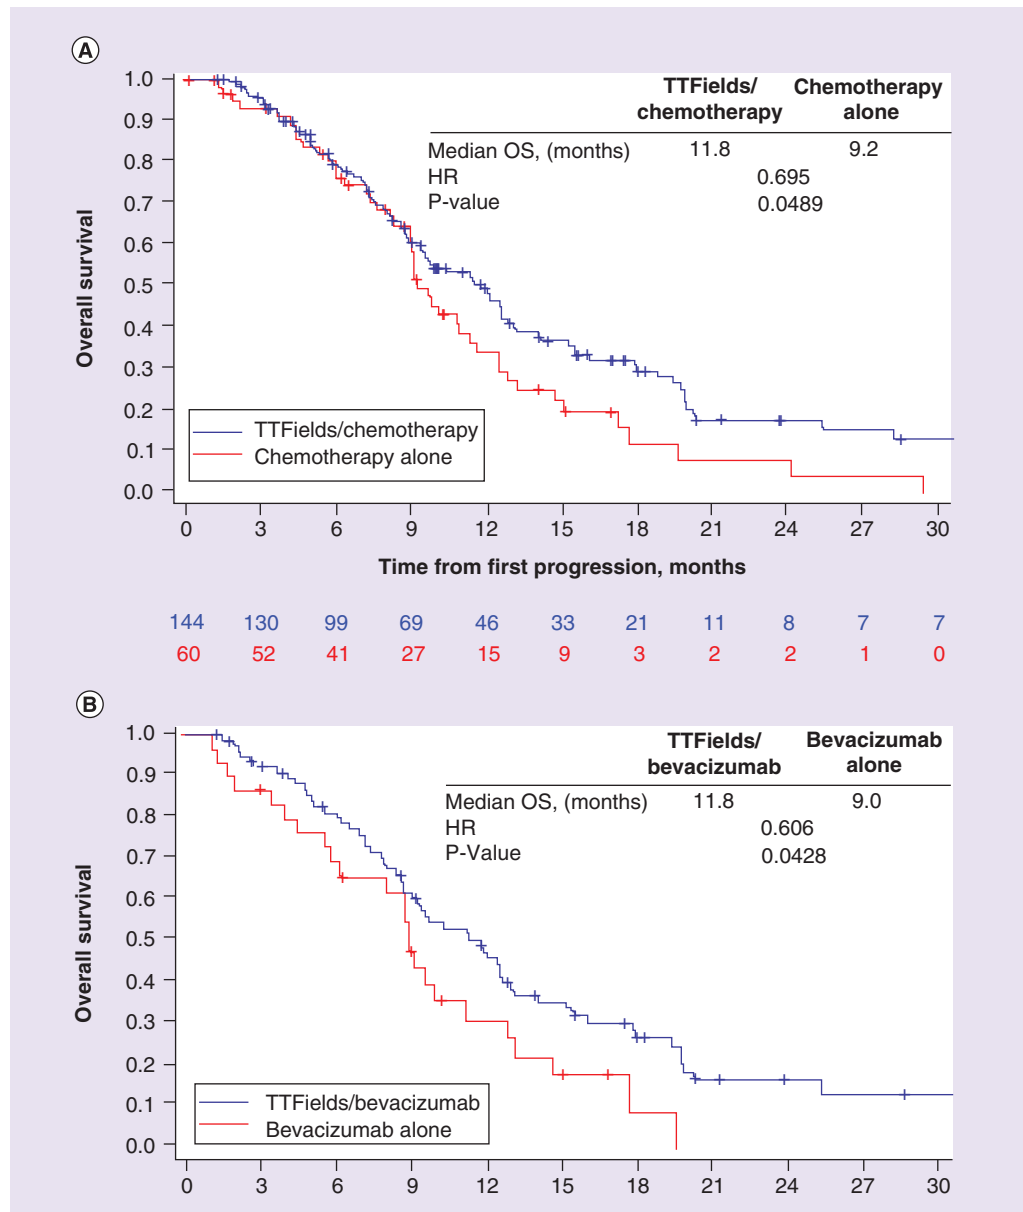 A
TTFields/ Chemotherapy
chemotherapy alone
Median OS, (months) 11.8 9.2
HR 0.695
P-value 0.0489
Overall survival
1.0
0.9
0.8
0.7
0.6
0.5
0.4
0.3
0.2
0.1
0.0
TTFields/chemotherapy
Chemotherapy alone
0 3 6 9 12 15 18 21 24 27 30
Time from first progression, months
144 130 99 69 46 33 21 11 8 7 7
60 52 41 27 15 9 3 2 2 1 0
B
TTFields/ Bevacizumab
bevacizumab alone
Median OS, (months) 11.8 9.0
HR 0.606
P-Value 0.0428
Overall survival
1.0
0.9
0.8
0.7
0.6
0.5
0.4
0.3
0.2
0.1
0.0
TTFields/bevacizumab
Bevacizumab alone
0 3 6 9 12 15 18 21 24 27 30